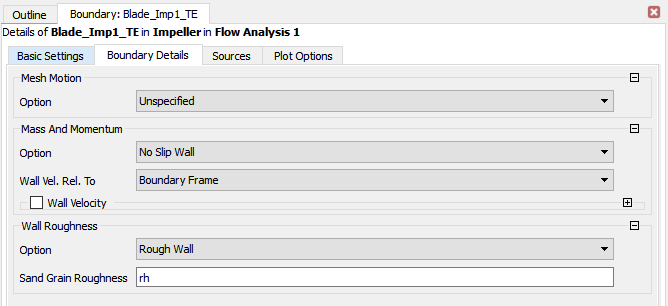 Outline Boundary: Blade_Imp1_TE
Details of Blade_Imp1_TE in Impeller in Flow Analysis 1
Basic Settings Boundary Details Sources Plot Options
Mesh Motion
Option Unspecified
Mass And Momentum
Option No Slip Wall
Wall Vel. Rel. To Boundary Frame
Wall Velocity
Wall Roughness
Option Rough Wall
Sand Grain Roughness rh